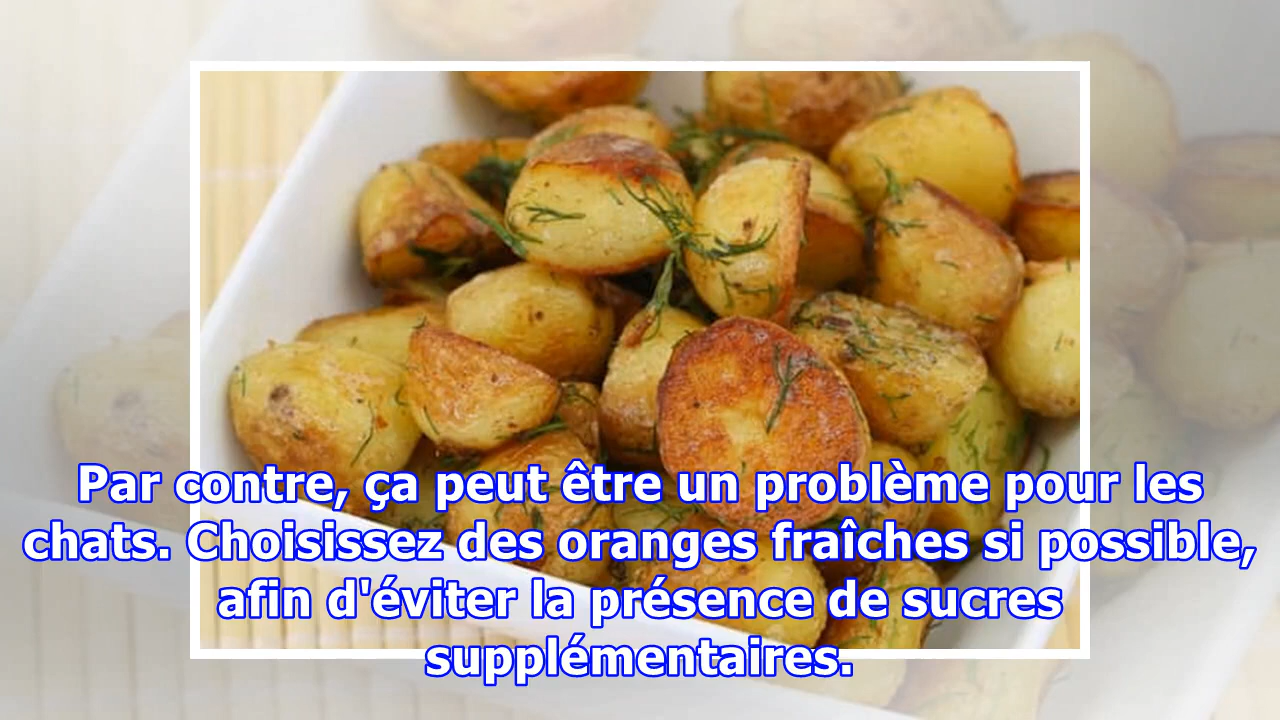 Par contre, ça peut être un problème pour les
chats. Choisissez des oranges fraîches si possible,
afin d'éviter la présence de sucres
supplémentaires.